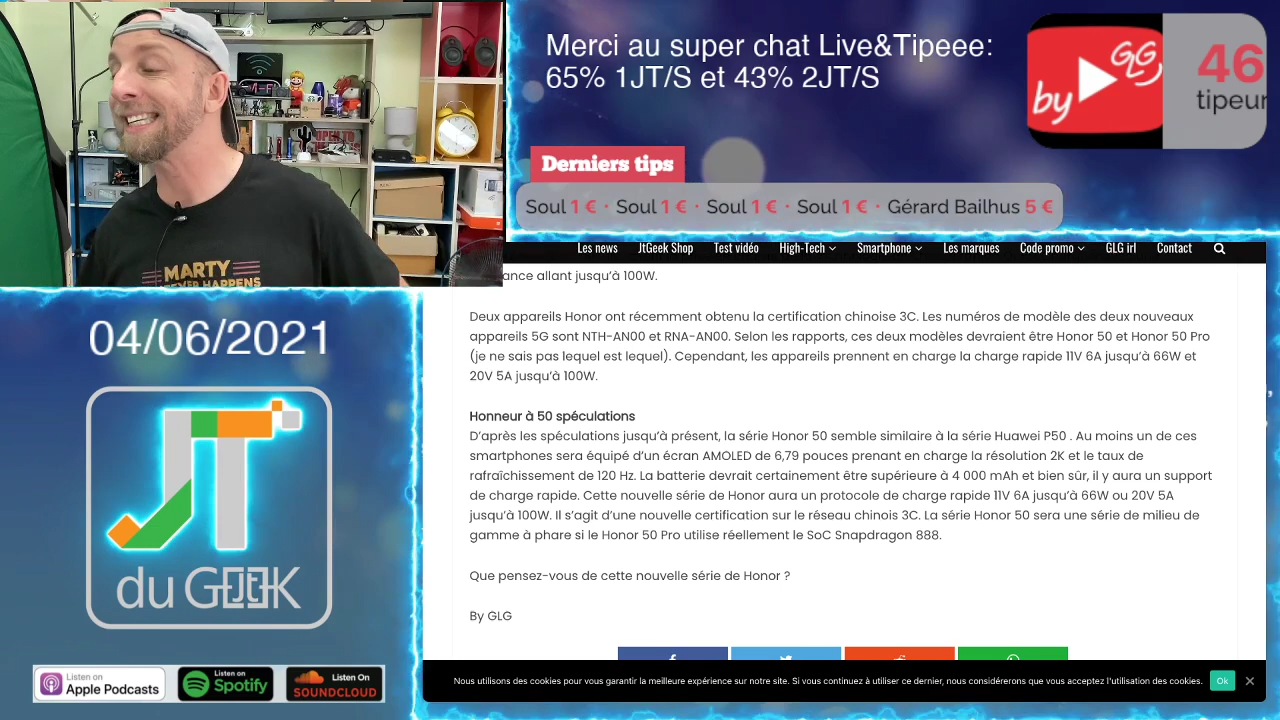 Merci au super chat Live&Tipeee:
65% 1JT/S et 43% 2JT/S
by GLG
46
tipeur
Derniers tips
Soul 1 € · Soul 1 € · Soul 1 € · Soul 1 € · Gérard Bailhus 5 €
Les news JtGeek Shop Test vidéo High-Tech Smartphone Les marques Code promo GLG irl Contact
ance allant jusqu’à 100W.
Deux appareils Honor ont récemment obtenu la certification chinoise 3C. Les numéros de modèle des deux nouveaux
appareils 5G sont NTH-AN00 et RNA-AN00. Selon les rapports, ces deux modèles devraient être Honor 50 et Honor 50 Pro
(je ne sais pas lequel est lequel). Cependant, les appareils prennent en charge la charge rapide 11V 6A jusqu’à 66W et
20V 5A jusqu’à 100W.
Honneur à 50 spéculations
D’après les spéculations jusqu’à présent, la série Honor 50 semble similaire à la série Huawei P50 . Au moins un de ces
smartphones sera équipé d’un écran AMOLED de 6,79 pouces prenant en charge la résolution 2K et le taux de
rafraîchissement de 120 Hz. La batterie devrait certainement être supérieure à 4 000 mAh et bien sûr, il y aura un support
de charge rapide. Cette nouvelle série de Honor aura un protocole de charge rapide 11V 6A jusqu’à 66W ou 20V 5A
jusqu’à 100W. Il s’agit d’une nouvelle certification sur le réseau chinois 3C. La série Honor 50 sera une série de milieu de
gamme à phare si le Honor 50 Pro utilise réellement le SoC Snapdragon 888.
Que pensez-vous de cette nouvelle série de Honor ?
By GLG
Nous utilisons des cookies pour vous garantir la meilleure expérience sur notre site. Si vous continuez à utiliser ce dernier, nous considérerons que vous acceptez l'utilisation des cookies. Ok
MARTY
NEVER HAPPENS
04/06/2021
JT
du GEEK
Listen on
Apple Podcasts
Listen on
Spotify
Listen On
SOUNDCLOUD